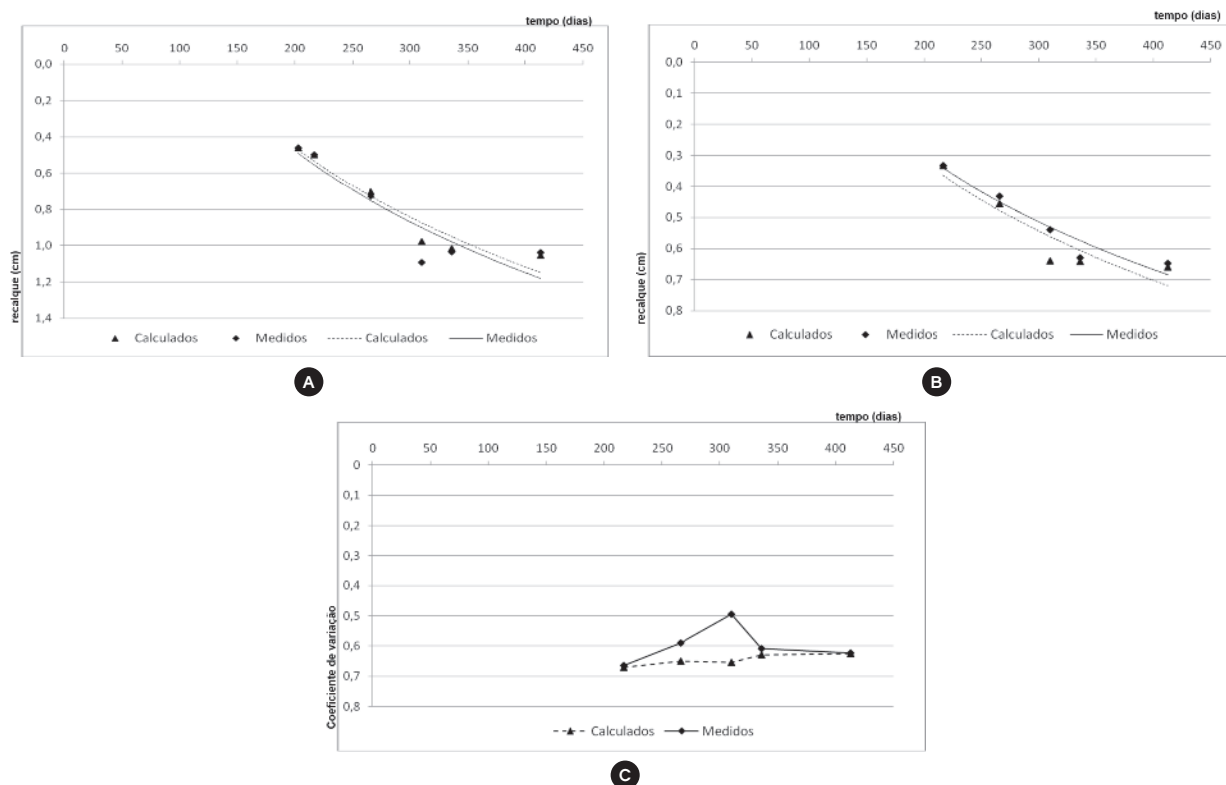 tempo (dias)
0 50 100 150 200 250 300 350 400 450
0,0
0,2
0,4
0,6
0,8
1,0
1,2
1,4
recalque (cm)
Calculados Medidos Calculados Medidos
A
tempo (dias)
0 50 100 150 200 250 300 350 400 450
0,0
0,1
0,2
0,3
0,4
0,5
0,6
0,7
0,8
recalque (cm)
Calculados Medidos Calculados Medidos
B
tempo (dias)
0 50 100 150 200 250 300 350 400 450
0
0,1
0,2
0,3
0,4
0,5
0,6
0,7
0,8
Coeficiente de variação
Calculados Medidos
C